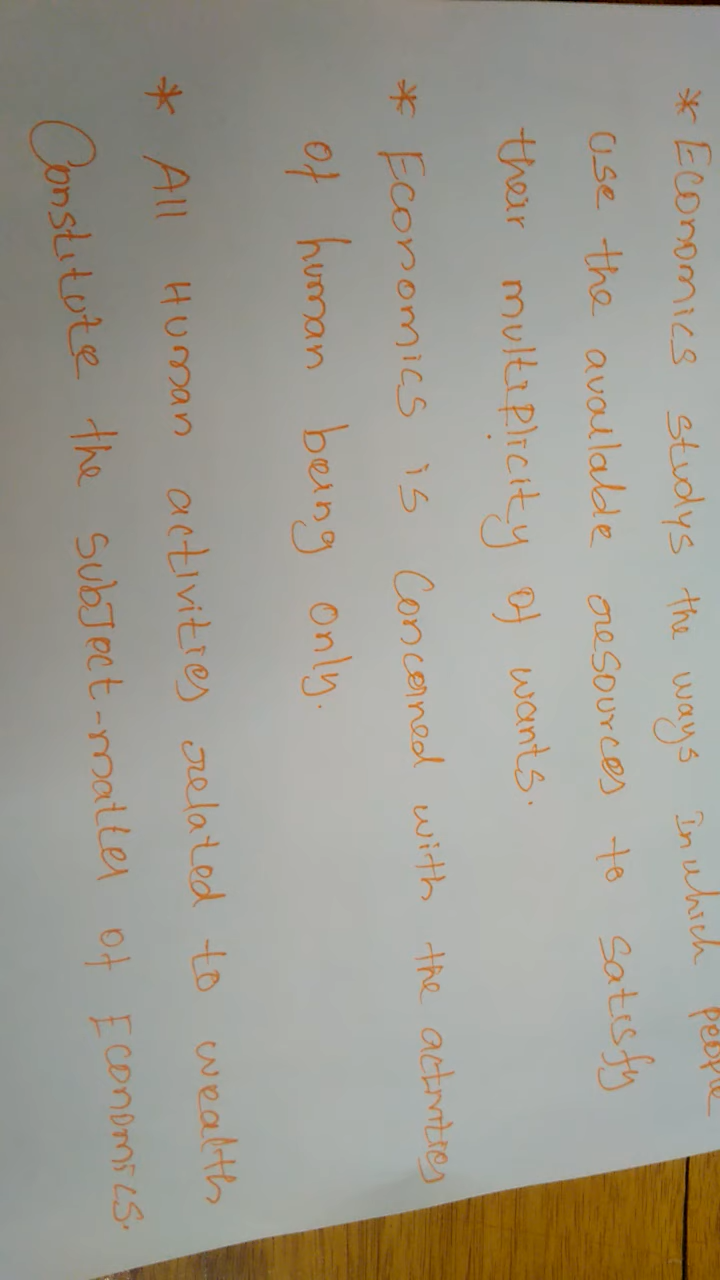 * Economics studys the ways in which people
use the available resources to satisfy
their multiplicity of wants.
* Economics is Concerned with the activities
of human being only.
* All Human activities related to wealth
Constitute the subject-matter of Economics.